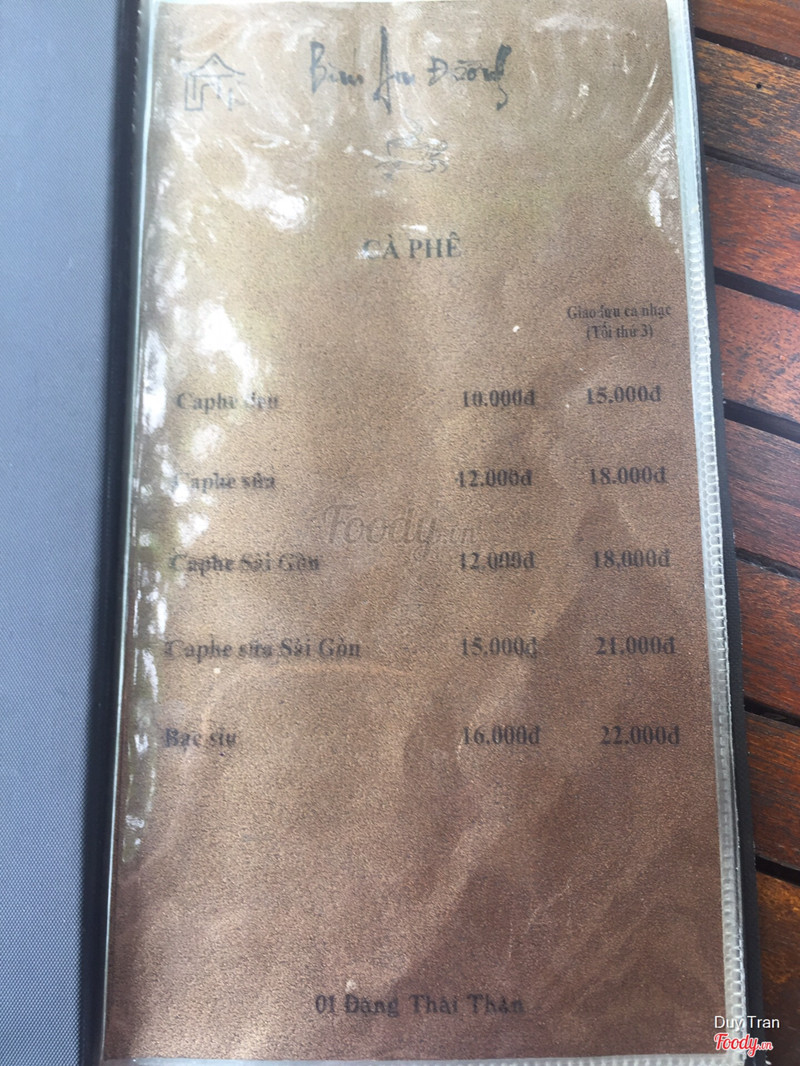 Bình An Đường
CÀ PHÊ
Giao lưu ca nhạc
(Tối thứ 3)
Caphe đen 10.000đ 15.000đ
Caphe sữa 12.000đ 18.000đ
Caphe Sài Gòn 12.000đ 18.000đ
Caphe sữa Sài Gòn 15.000đ 21.000đ
Bạc sịu 16.000đ 22.000đ
Foody.vn
01 Đặng Thái Thân
Duy Tran
Foody.vn